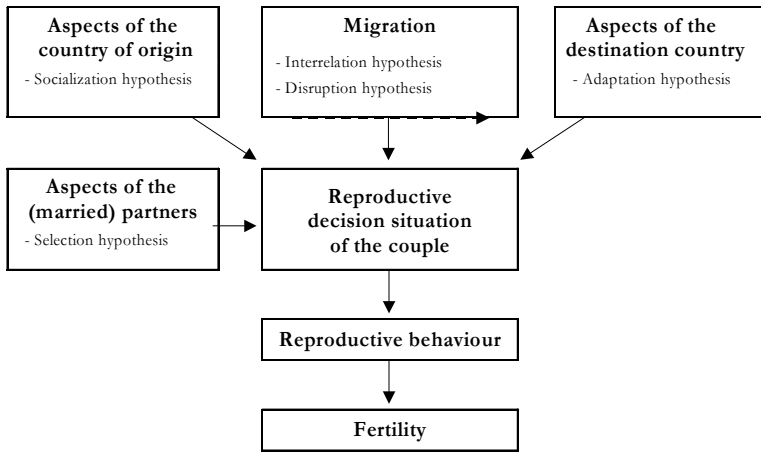 Aspects of the
country of origin
- Socialization hypothesis
Migration
- Interrelation hypothesis
- Disruption hypothesis
Aspects of the
destination country
- Adaptation hypothesis
Aspects of the
(married) partners
- Selection hypothesis
Reproductive
decision situation
of the couple
Reproductive behaviour
Fertility